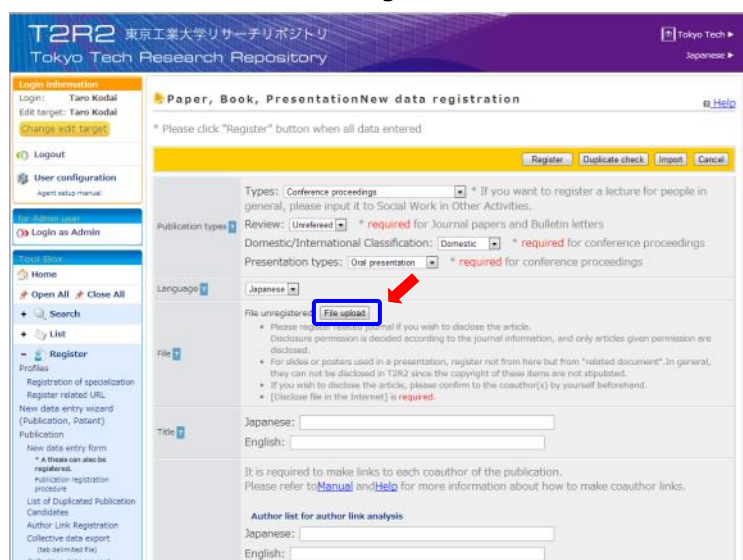 T2R2 東京工業大学リサーチリポジトリ
Tokyo Tech Research Repository
Tokyo Tech
Japanese
Login information
Login: Taro Kodai
Edit target: Taro Kodai
Change edit target
Logout
User configuration
Agent setup manual
for Admin user
Login as Admin
Tool Box
Home
Open All Close All
+ Search
+ List
- Register
Profiles
Registration of specialization
Register related URL
New data entry wizard
(Publication, Patent)
Publication
New data entry form
* A thesis can also be
registered.
Publication registration
procedure
List of Duplicated Publication
Candidates
Author Link Registration
Collective data export
(tab delimited file)
Paper, Book, PresentationNew data registration
Help
* Please click "Register" button when all data entered
Register Duplicate check Import Cancel
Publication types
Types: Conference proceedings * If you want to register a lecture for people in
general, please input it to Social Work in Other Activities.
Review: Unrefereed * required for Journal papers and Bulletin letters
Domestic/International Classification: Domestic * required for conference proceedings
Presentation types: Oral presentation * required for conference proceedings
Language
Japanese
File
File unregistered File upload
• Please register related journal if you wish to disclose the article.
Disclosure permission is decided according to the journal information, and only articles given permission are
disclosed.
• For slides or posters used in a presentation, register not from here but from "related document".In general,
they can not be disclosed in T2R2 since the copyright of these items are not stipulated.
• If you wish to disclose the article, please confirm to the coauthor(s) by yourself beforehand.
• [Disclose file in the Internet] is required.
Title
Japanese:
English:
It is required to make links to each coauthor of the publication.
Please refer toManual andHelp for more information about how to make coauthor links.
Author list for author link analysis
Japanese:
English: